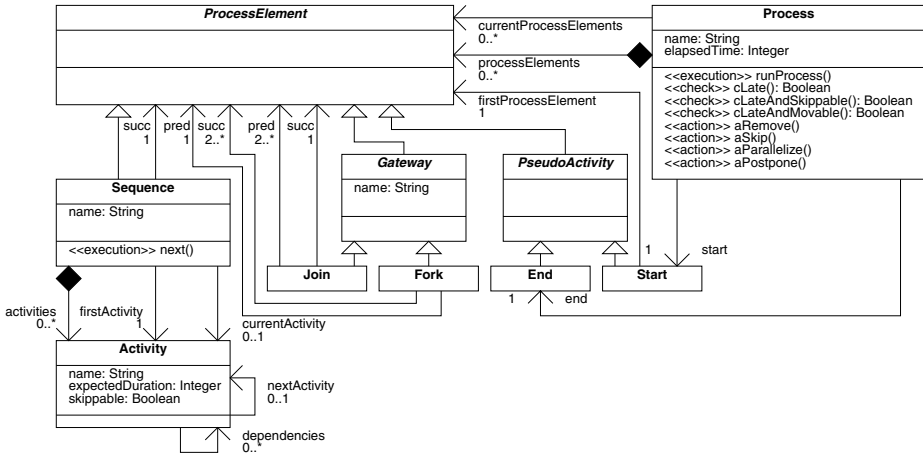 ProcessElement
currentProcessElements
0..*
processElements
0..*
firstProcessElement
1
Process
name: String
elapsedTime: Integer
<<execution>> runProcess()
<<check>> cLate(): Boolean
<<check>> cLateAndSkippable(): Boolean
<<check>> cLateAndMovable(): Boolean
<<action>> aRemove()
<<action>> aSkip()
<<action>> aParallelize()
<<action>> aPostpone()
succ
1
pred
1
succ
2..*
pred
2..*
succ
1
Sequence
name: String
<<execution>> next()
Gateway
name: String
PseudoActivity
Join
Fork
End
Start
1
start
1
end
activities
0..*
firstActivity
1
currentActivity
0..1
Activity
name: String
expectedDuration: Integer
skippable: Boolean
nextActivity
0..1
dependencies
0..*